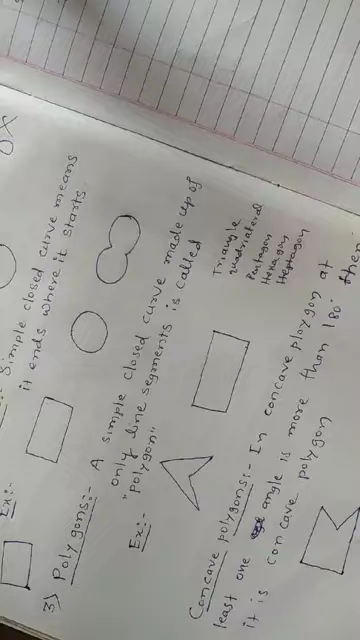 Simple closed curve means
it ends where it starts.
Ex:-
3) Polygons:- A simple closed curve made up of
"only line segments is called
polygon"
Ex:-
Triangle
quadrialeral
Pentagon
Hexagon
Heptagon
Concave polygons:- In concave ploygon at
least one angle is more than 180° then
it is concave polygon